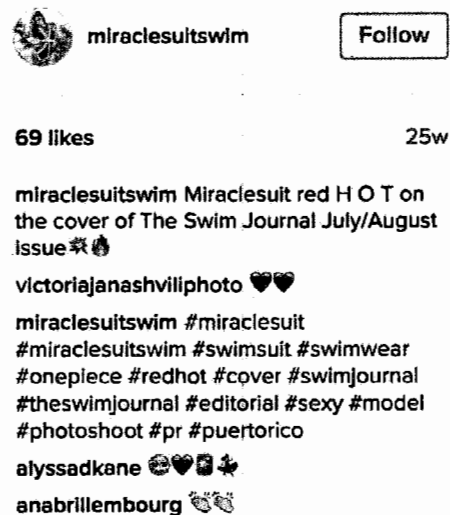 miraclesuitswim
Follow
69 likes
25w
miraclesuitswim Miraclesuit red H O T on
the cover of The Swim Journal July/August
Issue💥🔥
victoriajanashviliphoto 🖤🖤
miraclesuitswim #miraclesuit
#miraclesuitswim #swimsuit #swimwear
#onepiece #redhot #cover #swimjournal
#theswimjournal #editorial #sexy #model
#photoshoot #pr #puertorico
alyssadkane
anabrillembourg 👏👏